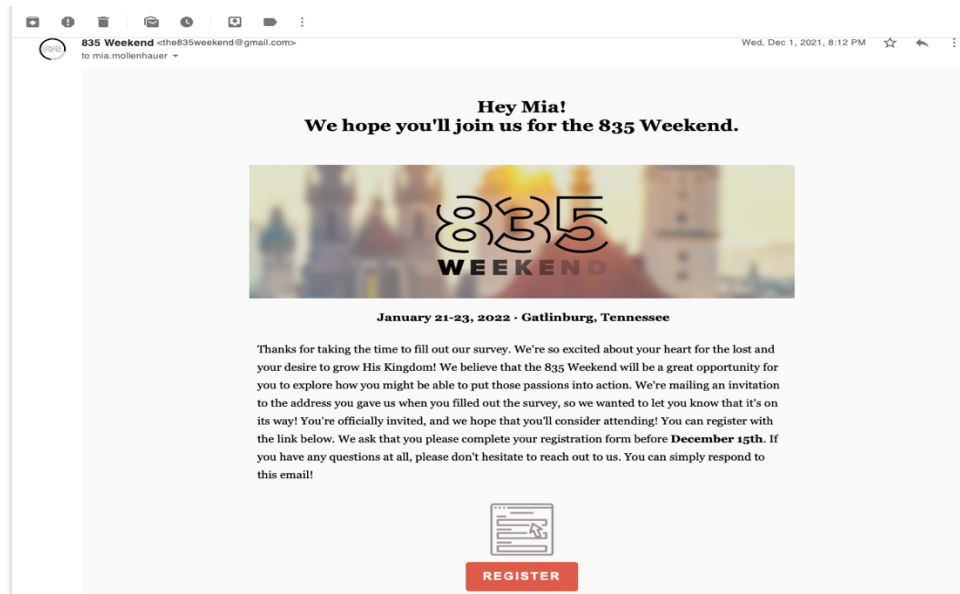 835 Weekend <the835weekend@gmail.com>
Wed, Dec 1, 2021, 8:12 PM
to mia.mollenhauer
Hey Mia!
We hope you'll join us for the 835 Weekend.
835
WEEKEND
January 21-23, 2022 · Gatlinburg, Tennessee
Thanks for taking the time to fill out our survey. We're so excited about your heart for the lost and
your desire to grow His Kingdom! We believe that the 835 Weekend will be a great opportunity for
you to explore how you might be able to put those passions into action. We're mailing an invitation
to the address you gave us when you filled out the survey, so we wanted to let you know that it's on
its way! You're officially invited, and we hope that you'll consider attending! You can register with
the link below. We ask that you please complete your registration form before December 15th. If
you have any questions at all, please don't hesitate to reach out to us. You can simply respond to
this email!
REGISTER